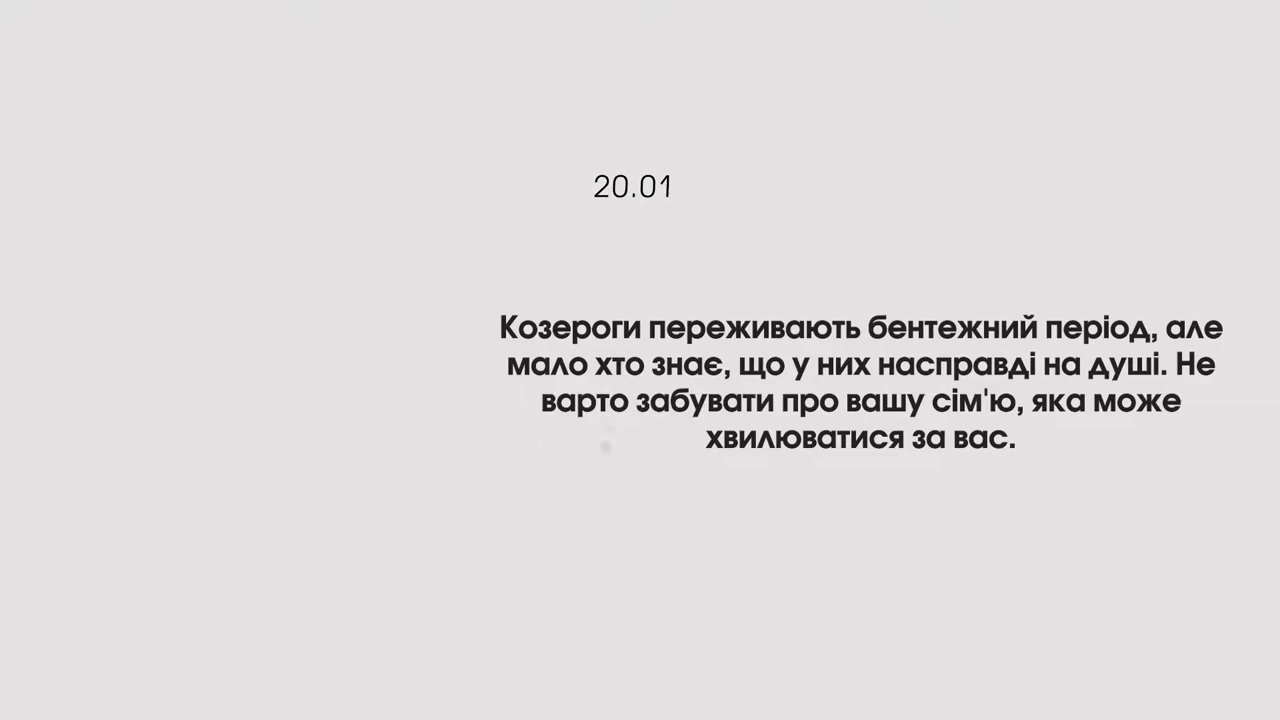 20.01
Козероги переживають бентежний період, але
мало хто знає, що у них насправді на душі. Не
варто забувати про вашу сім'ю, яка може
хвилюватися за вас.